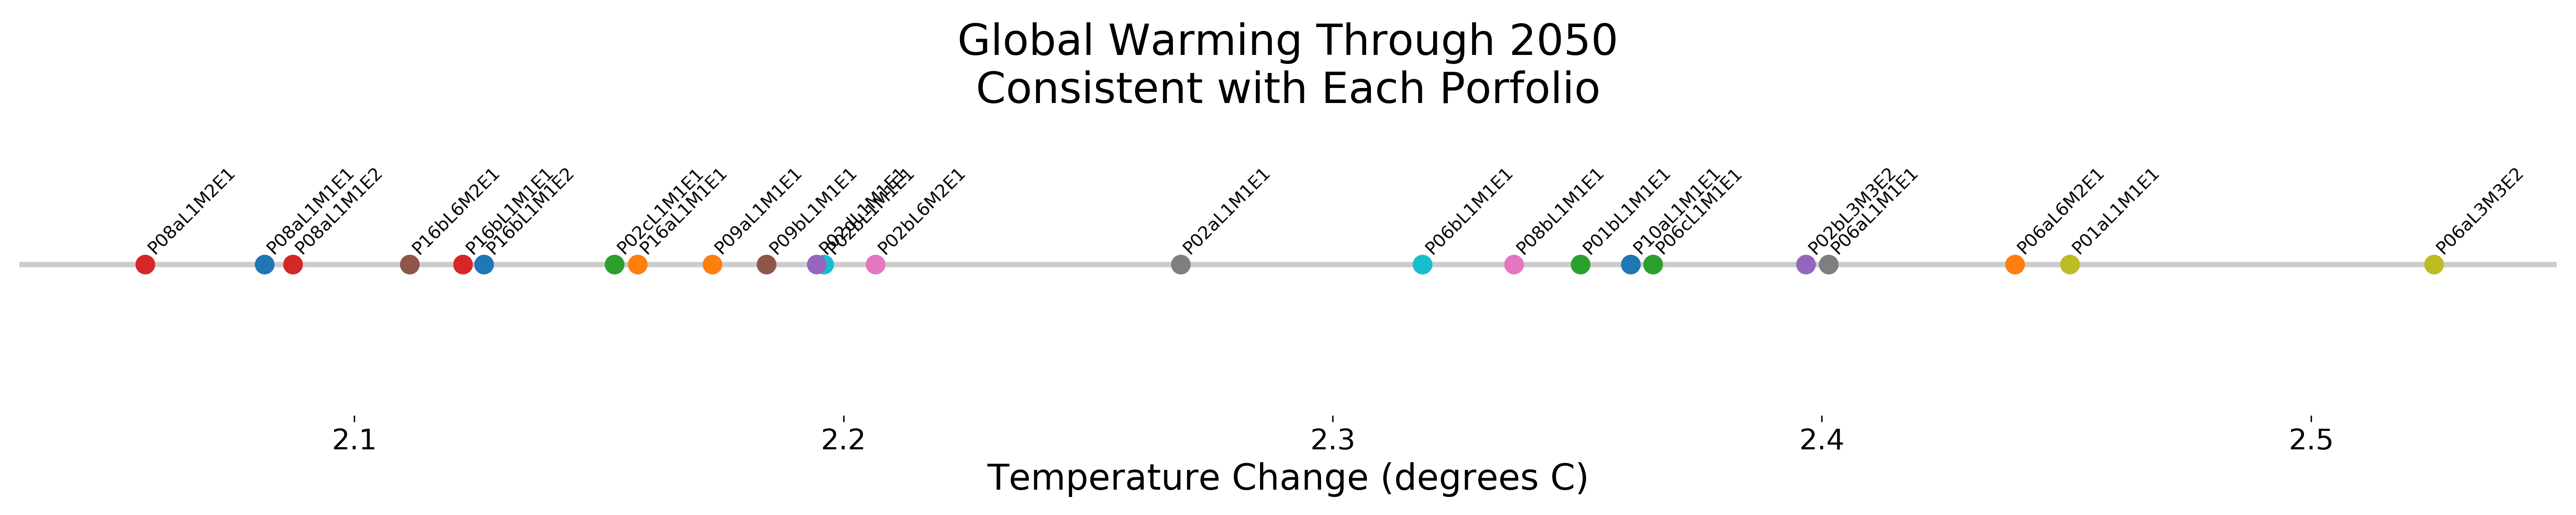 Global Warming Through 2050
Consistent with Each Porfolio
P08aL1M2E1
P08aL1M1E1
P08aL1M1E2
P16bL6M2E1
P16bL1M1E1
P16bL1M1E2
P02cL1M1E1
P16aL1M1E1
P09aL1M1E1
P09bL1M1E1
P02dL1M1E1
P02bL1M1E1
P02bL6M2E1
P02aL1M1E1
P06bL1M1E1
P08bL1M1E1
P01bL1M1E1
P10aL1M1E1
P06cL1M1E1
P02bL3M3E2
P06aL1M1E1
P06aL6M2E1
P01aL1M1E1
P06aL3M3E2
2.1 2.2 2.3 2.4 2.5
Temperature Change (degrees C)